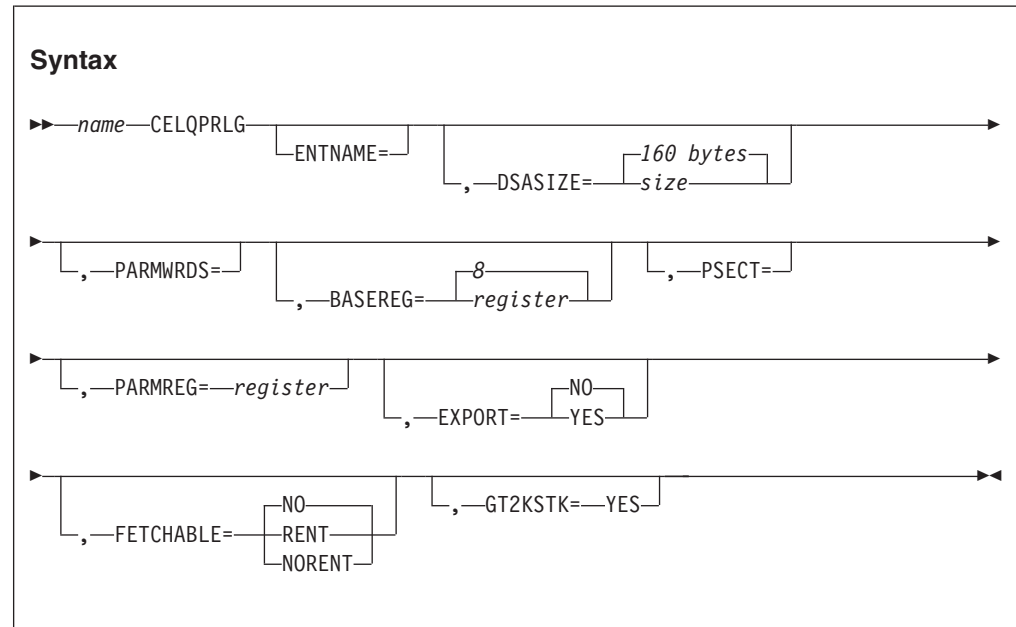 Syntax
name CELQPRLG
ENTNAME=
, DSASIZE= 160 bytes
size
, PARMWRDS=
, BASEREG= 8
register
, PSECT=
, PARMREG= register
, EXPORT= NO
YES
, FETCHABLE= NO
RENT
NORENT
, GT2KSTK= YES